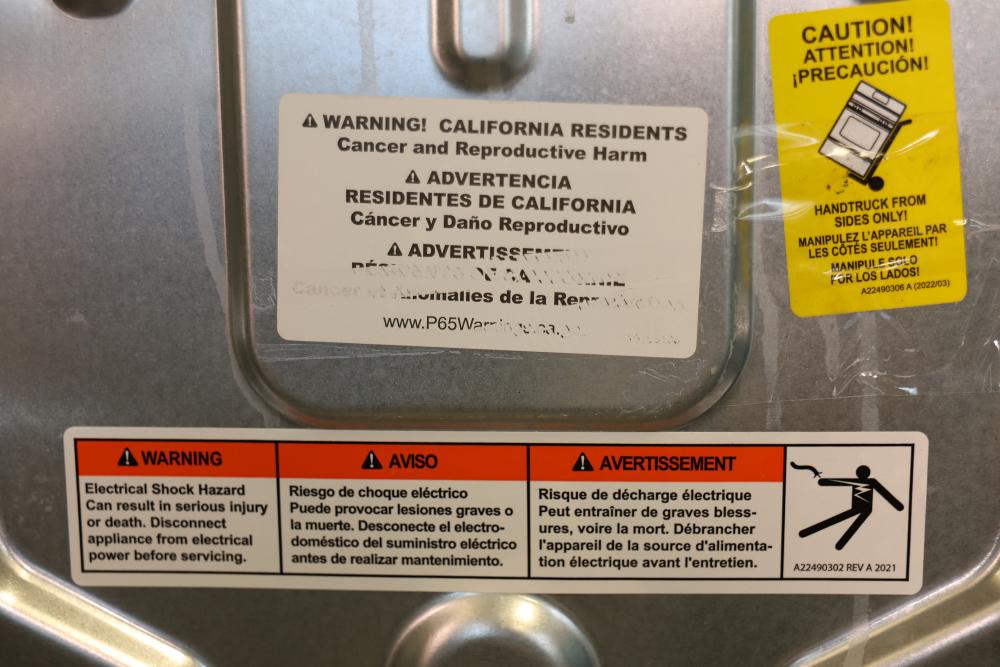 WARNING! CALIFORNIA RESIDENTS
Cancer and Reproductive Harm
ADVERTENCIA
RESIDENTES DE CALIFORNIA
Cáncer y Daño Reproductivo
ADVERTISSEMENT
Cancer et Anomalies de la
CAUTION!
ATTENTION!
¡PRECAUCIÓN!
HANDTRUCK FROM
SIDES ONLY!
MANIPULEZ L'APPAREIL PAR
LES CÔTÉS SEULEMENT!
MANIPULE SOLO
POR LOS LADOS!
A22490306 A (2022/03)
WARNING
Electrical Shock Hazard
Can result in serious injury
or death. Disconnect
appliance from electrical
power before servicing.
AVISO
Riesgo de choque eléctrico
Puede provocar lesiones graves o
la muerte. Desconecte el electro-
doméstico del suministro eléctrico
antes de realizar mantenimiento.
AVERTISSEMENT
Risque de décharge électrique
Peut entraîner de graves bless-
ures, voire la mort. Débrancher
l'appareil de la source d'alimenta-
tion électrique avant l'entretien.
A22490302 REV A 2021